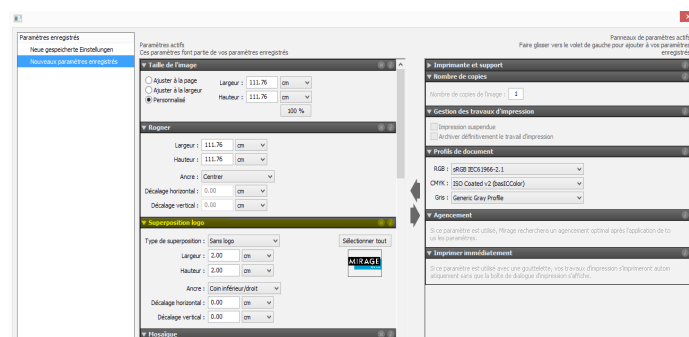 Paramètres enregistrés
Neue gespeicherte Einstellungen
Nouveaux paramètres enregistrés
Paramètres actifs
Ces paramètres font partie de vos paramètres enregistrés
Taille de l'image
Ajuster à la page
Ajuster à la largeur
Personnalisé
Largeur : 111.76 cm
Hauteur : 111.76 cm
100 %
Rogner
Largeur : 111.76 cm
Hauteur : 111.76 cm
Ancre : Centrer
Décalage horizontal : 0.00 cm
Décalage vertical : 0.00 cm
Superposition logo
Type de superposition : Sans logo
Sélectionner tout
Largeur : 2.00 cm
Hauteur : 2.00 cm
MIRAGE
Ancre : Coin inférieur/droit
Décalage horizontal : 0.00 cm
Décalage vertical : 0.00 cm
Mosaïque
Panneaux de paramètres actifs
Faire glisser vers le volet de gauche pour ajouter à vos paramètres
enregistrés
Imprimante et support
Nombre de copies
Nombre de copies de l'image : 1
Gestion des travaux d'impression
Impression suspendue
Archiver définitivement le travail d'impression
Profils de document
RGB : sRGB IEC61966-2.1
CMYK : ISO Coated v2 (basICColor)
Gris : Generic Gray Profile
Agencement
Si ce paramètre est utilisé, Mirage recherchera un agencement optimal après l'application de to
us les paramètres.
Imprimer immédiatement
Si ce paramètre est utilisé avec une gouttelette, vos travaux d'impression s'imprimeront autom
atiquement sans que la boîte de dialogue d'impression s'affiche.